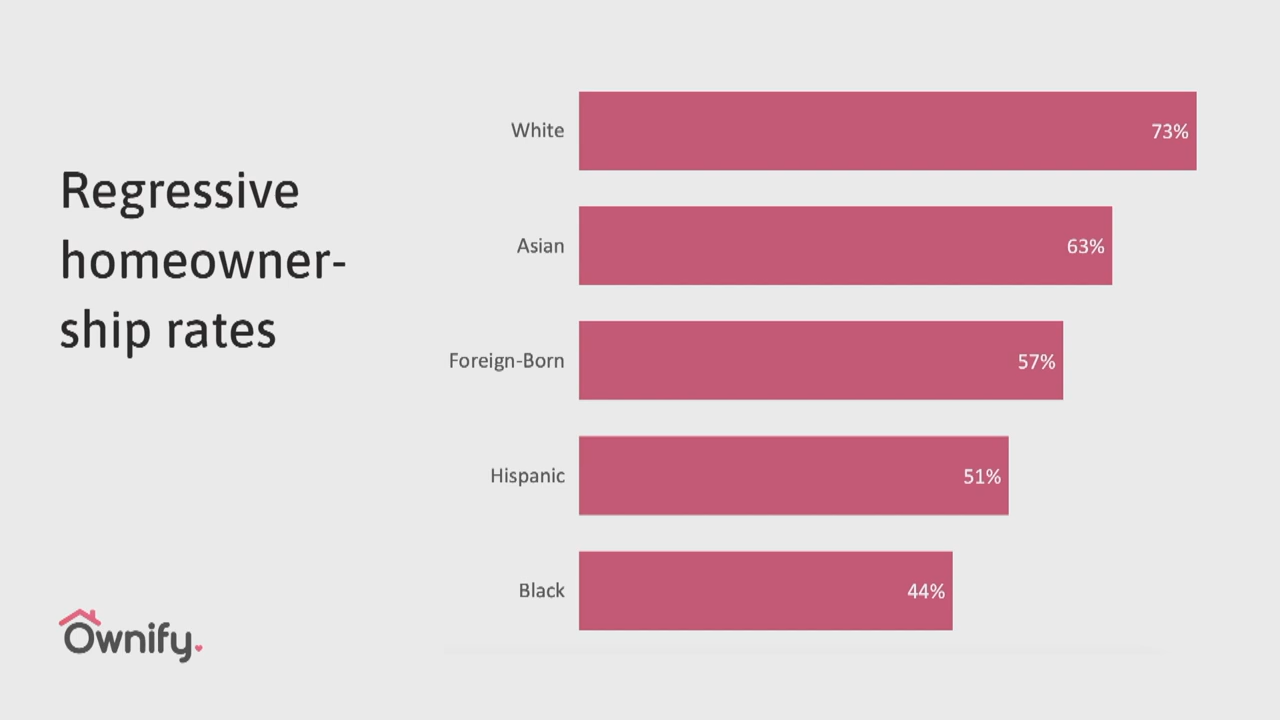 Regressive
homeowner-
ship rates
White
73%
Asian
63%
Foreign-Born
57%
Hispanic
51%
Black
44%
Ownify